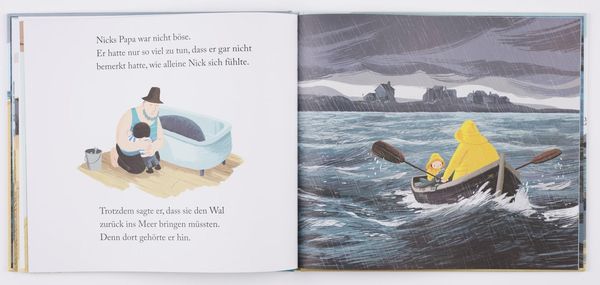 Nicks Papa war nicht böse.
Er hatte nur so viel zu tun, dass er gar nicht
bemerkt hatte, wie alleine Nick sich fühlte.
Trotzdem sagte er, dass sie den Wal
zurück ins Meer bringen müssten.
Denn dort gehörte er hin.